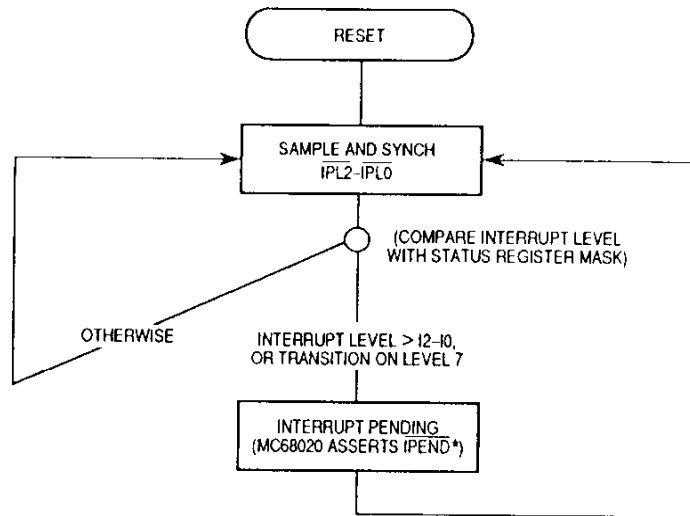 RESET
SAMPLE AND SYNCH
IPL2-IPL0
(COMPARE INTERRUPT LEVEL
WITH STATUS REGISTER MASK)
OTHERWISE
INTERRUPT LEVEL > I2–I0,
OR TRANSITION ON LEVEL 7
INTERRUPT PENDING
(MC68020 ASSERTS IPEND*)